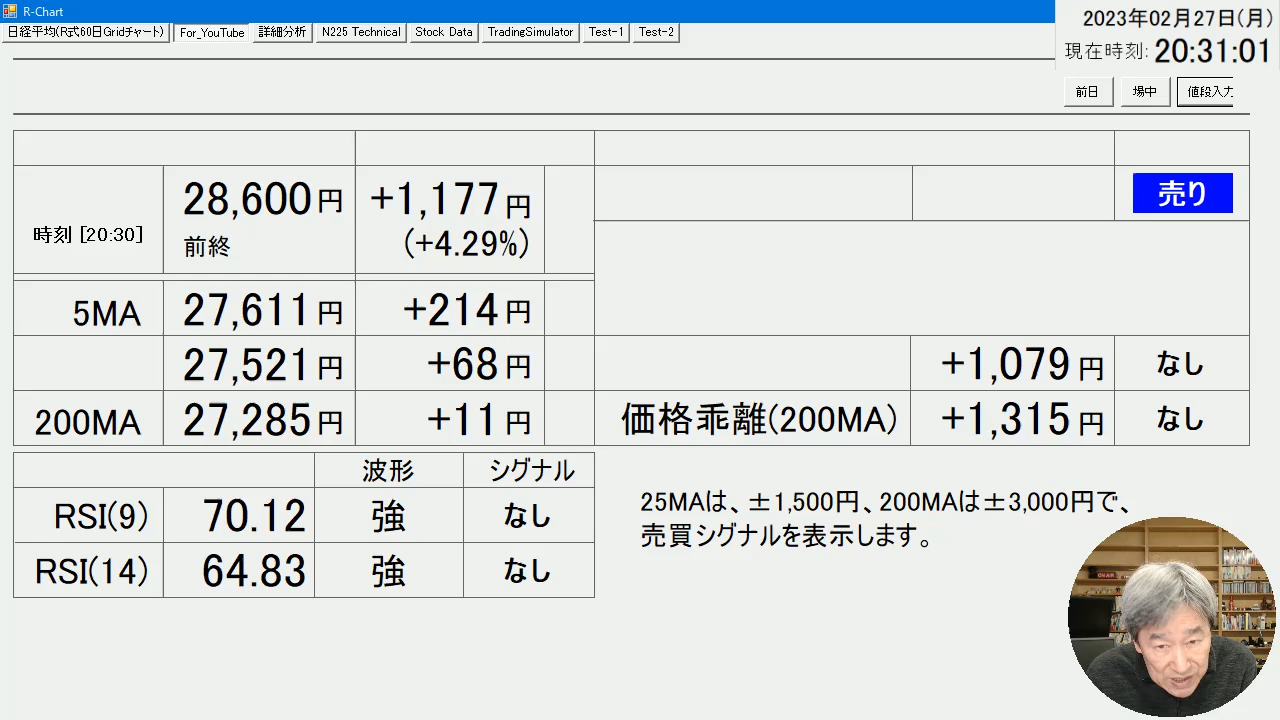 R-Chart
2023年02月27日(月)
日経平均(R式60日Gridチャート) For_YouTube 詳細分析 N225 Technical Stock Data TradingSimulator Test-1 Test-2
現在時刻: 20:31:01
前日 場中 値段入力
28,600円 +1,177円 売り
時刻 [20:30] 前終 (+4.29%)
5MA 27,611円 +214円
27,521円 +68円 +1,079円 なし
200MA 27,285円 +11円 価格乖離(200MA) +1,315円 なし
波形 シグナル
RSI(9) 70.12 強 なし
RSI(14) 64.83 強 なし
25MAは、±1,500円、200MAは±3,000円で、
売買シグナルを表示します。
ON AIR